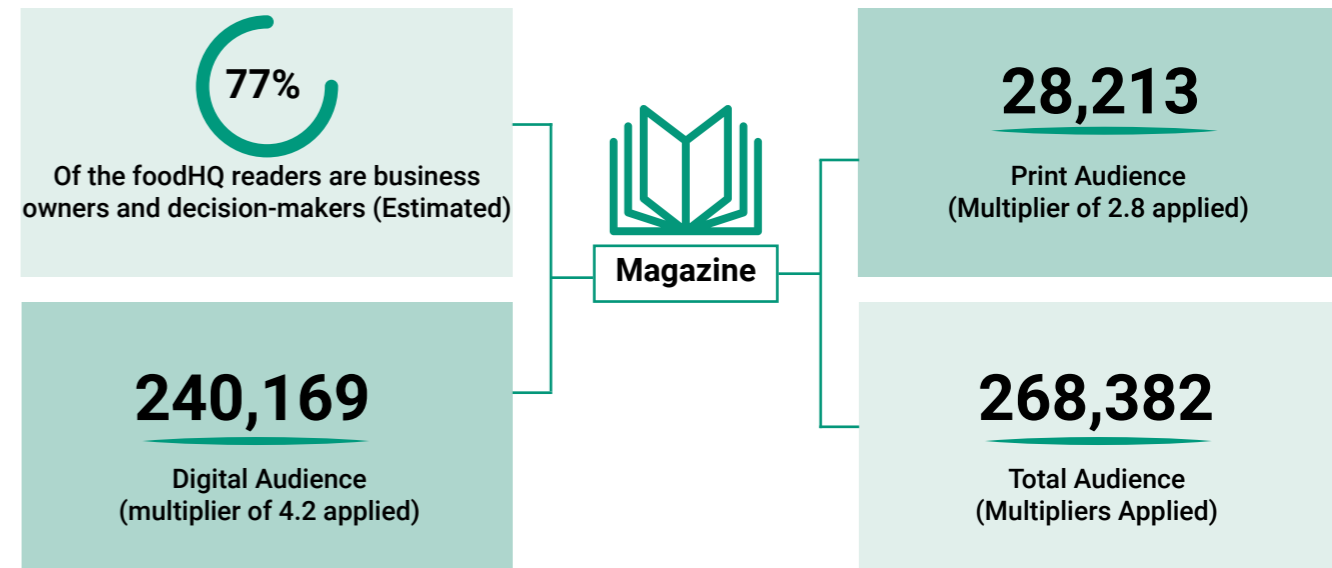 77%
Of the foodHQ readers are business
owners and decision-makers (Estimated)
240,169
Digital Audience
(multiplier of 4.2 applied)
Magazine
28,213
Print Audience
(Multiplier of 2.8 applied)
268,382
Total Audience
(Multipliers Applied)